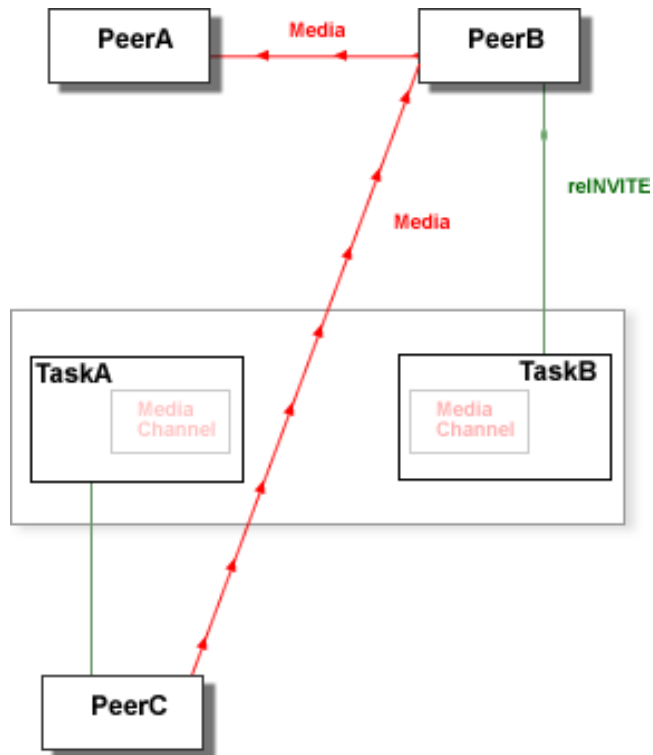 PeerA
Media
PeerB
reINVITE
Media
TaskA
Media
Channel
TaskB
Media
Channel
PeerC